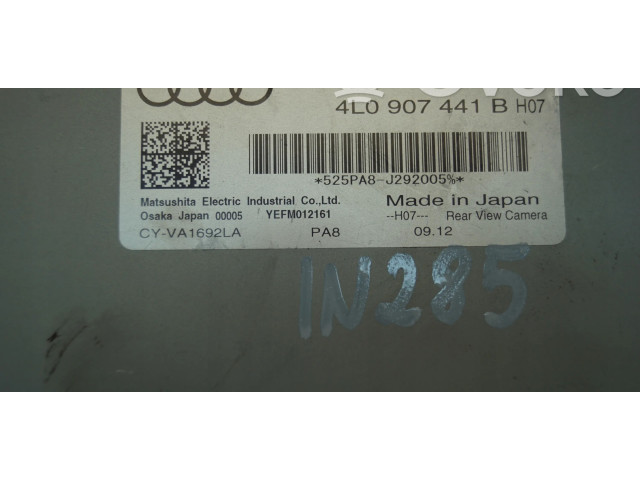 4L0 907 441 B H07
*525PA8-J292005%*
Matsushita Electric Industrial Co.,Ltd.
Made in Japan
Osaka Japan 00005 YEFM012161
--H07--- Rear View Camera
CY-VA1692LA PA8 09.12
IN285